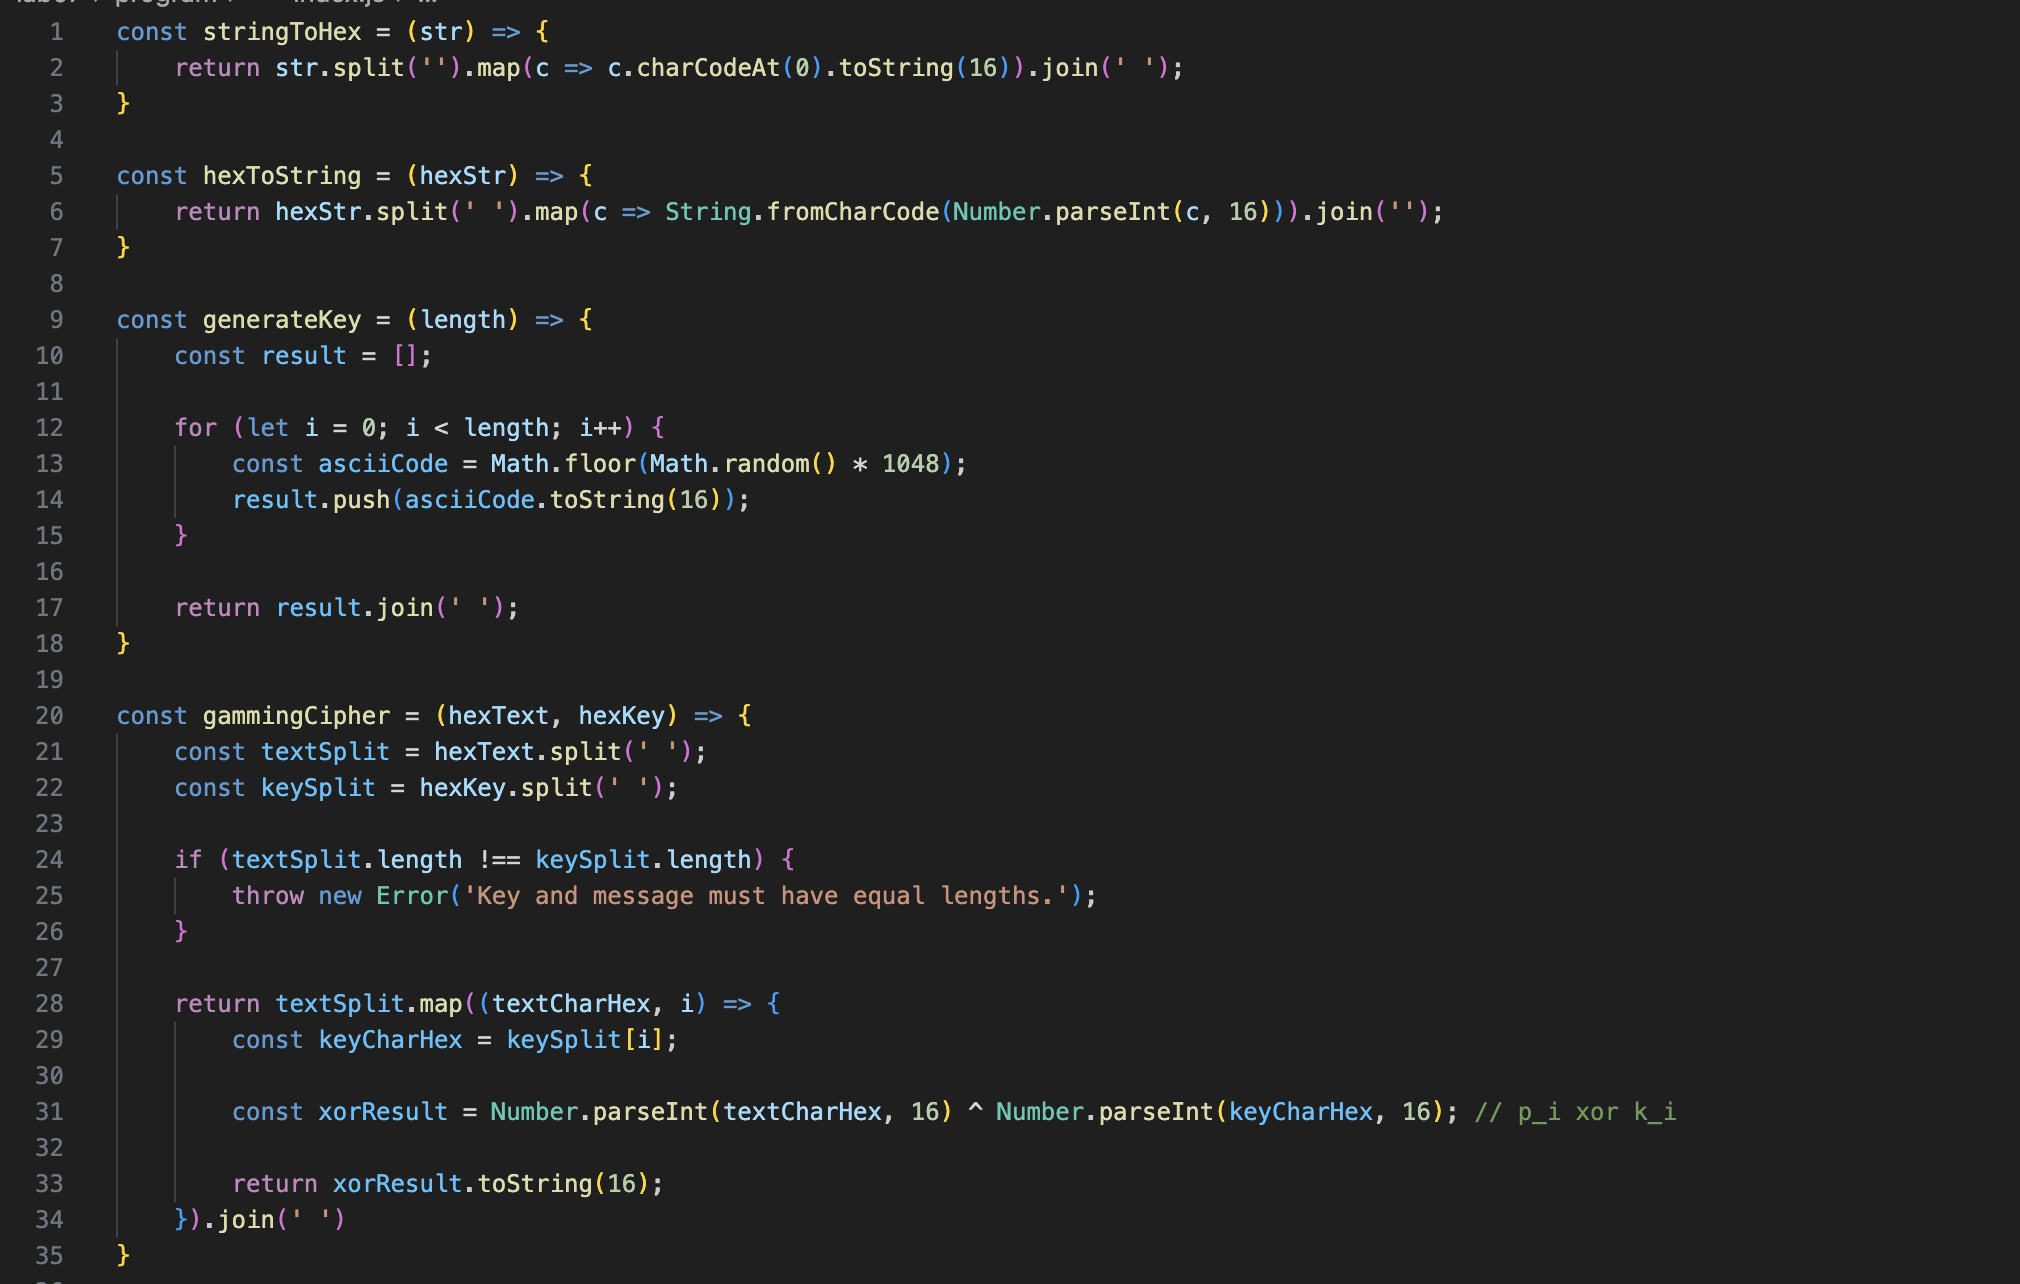 1 const stringToHex = (str) => {
2 return str.split('').map(c => c.charCodeAt(0).toString(16)).join(' ');
3 }
4
5 const hexToString = (hexStr) => {
6 return hexStr.split(' ').map(c => String.fromCharCode(Number.parseInt(c, 16))).join('');
7 }
8
9 const generateKey = (length) => {
10 const result = [];
11
12 for (let i = 0; i < length; i++) {
13 const asciiCode = Math.floor(Math.random() * 1048);
14 result.push(asciiCode.toString(16));
15 }
16
17 return result.join(' ');
18 }
19
20 const gammingCipher = (hexText, hexKey) => {
21 const textSplit = hexText.split(' ');
22 const keySplit = hexKey.split(' ');
23
24 if (textSplit.length !== keySplit.length) {
25 throw new Error('Key and message must have equal lengths.');
26 }
27
28 return textSplit.map((textCharHex, i) => {
29 const keyCharHex = keySplit[i];
30
31 const xorResult = Number.parseInt(textCharHex, 16) ^ Number.parseInt(keyCharHex, 16); // p_i xor k_i
32
33 return xorResult.toString(16);
34 }).join(' ')
35 }